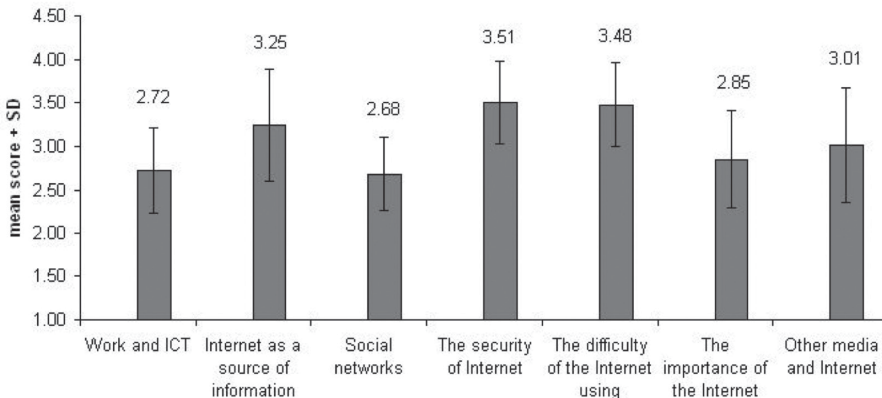 4.50
4.00
3.50
3.00
2.50
2.00
1.50
1.00
mean score + SD
2.72
3.25
2.68
3.51
3.48
2.85
3.01
Work and ICT
Internet as a
source of
information
Social
networks
The security
of Internet
The difficulty
of the Internet
using
The
importance of
the Internet
Other media
and Internet